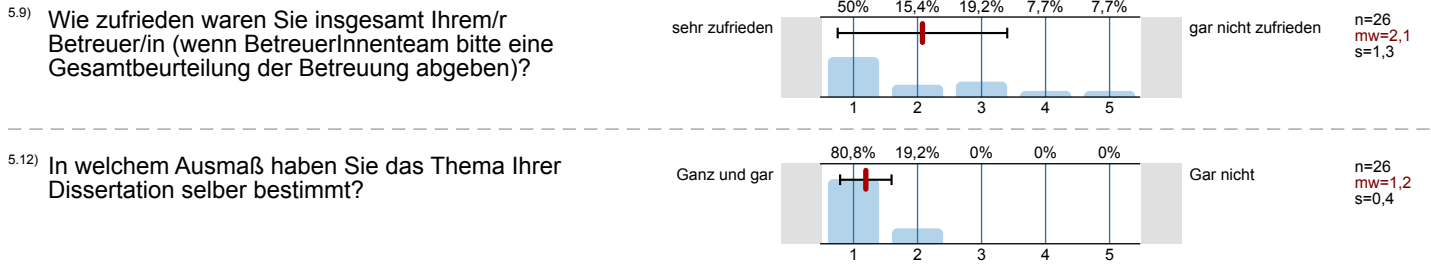 5.9) Wie zufrieden waren Sie insgesamt Ihrem/r
Betreuer/in (wenn BetreuerInnenteam bitte eine
Gesamtbeurteilung der Betreuung abgeben)?
sehr zufrieden
50% 15,4% 19,2% 7,7% 7,7%
1 2 3 4 5
gar nicht zufrieden
n=26
mw=2,1
s=1,3
5.12) In welchem Ausmaß haben Sie das Thema Ihrer
Dissertation selber bestimmt?
Ganz und gar
80,8% 19,2% 0% 0% 0%
1 2 3 4 5
Gar nicht
n=26
mw=1,2
s=0,4